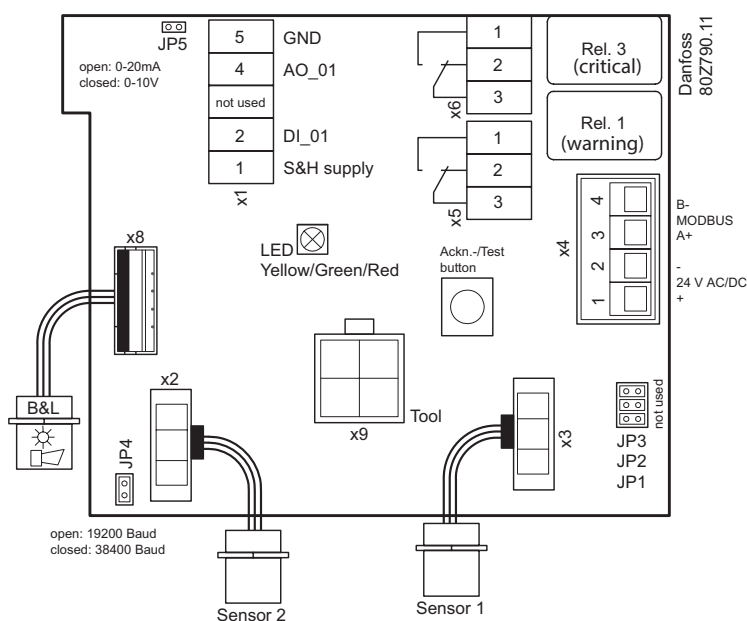 JP5
open: 0-20mA
closed: 0-10V
5 GND
4 AO_01
not used
2 DI_01
1 S&H supply
x1
1
2
3
x6
Rel. 3
(critical)
Danfoss
80Z790.11
1
2
3
x5
Rel. 1
(warning)
x4
4
3
2
1
B-
MODBUS
A+
-
24 V AC/DC
+
x8
LED
Yellow/Green/Red
Ackn.-/Test
button
B&L
x2
JP4
x9
Tool
x3
not used
JP3
JP2
JP1
open: 19200 Baud
closed: 38400 Baud
Sensor 2
Sensor 1